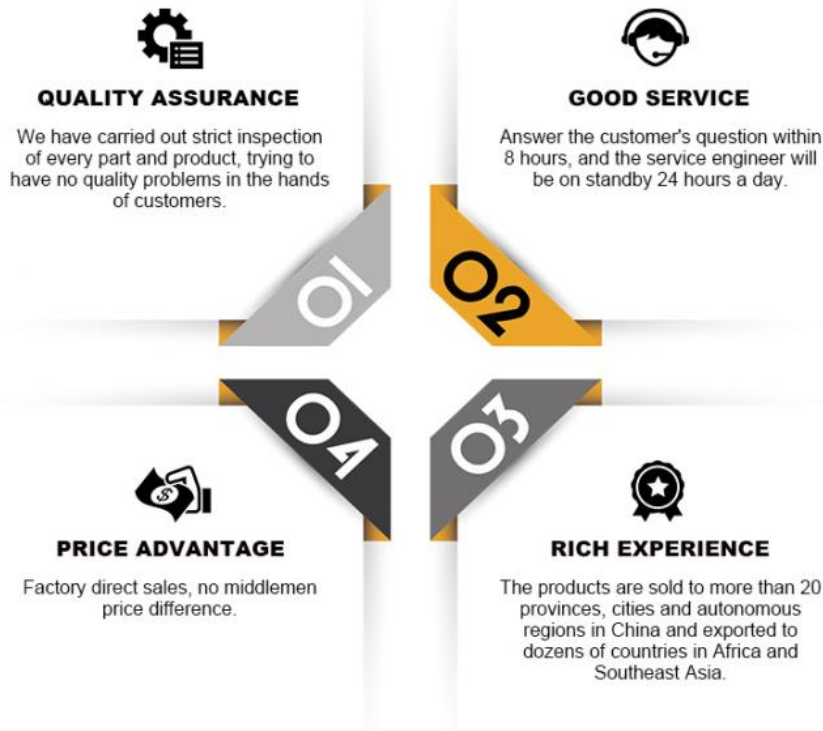 QUALITY ASSURANCE
We have carried out strict inspection
of every part and product, trying to
have no quality problems in the hands
of customers.
01
GOOD SERVICE
Answer the customer's question within
8 hours, and the service engineer will
be on standby 24 hours a day.
02
04
PRICE ADVANTAGE
Factory direct sales, no middlemen
price difference.
03
RICH EXPERIENCE
The products are sold to more than 20
provinces, cities and autonomous
regions in China and exported to
dozens of countries in Africa and
Southeast Asia.
$